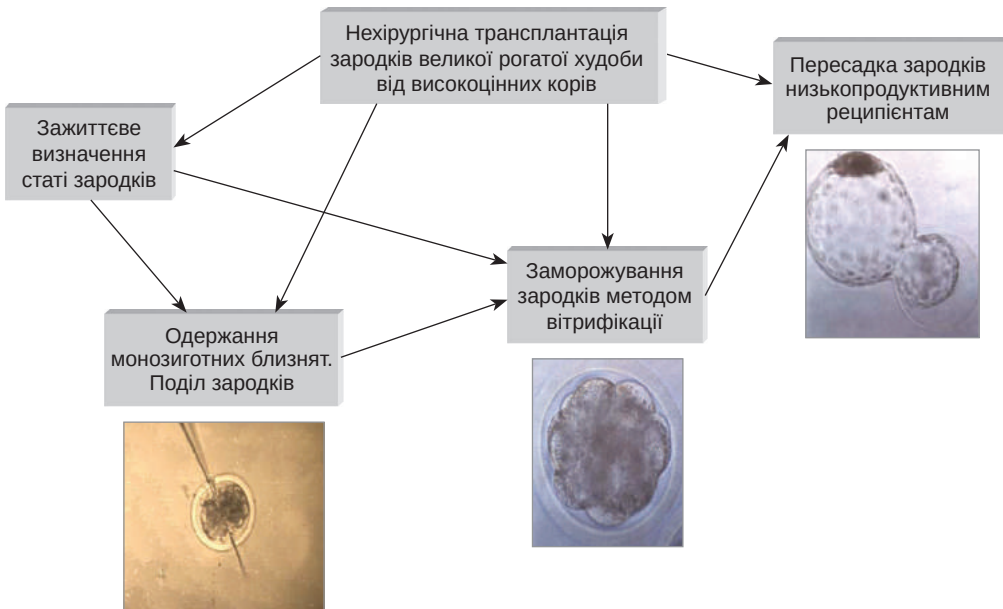 Нехірургічна трансплантація
зародків великої рогатої худоби
від високоцінних корів
Пересадка зародків
низькопродуктивним
реципієнтам
Зажиттєве
визначення
статі зародків
Заморожування
зародків методом
вітрифікації
Одержання
монозиготних близнят.
Поділ зародків